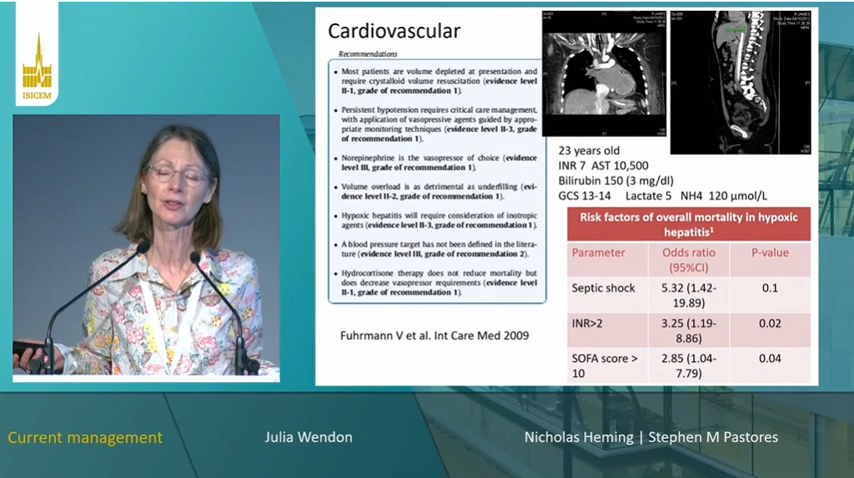 ISICEM
Cardiovascular
Recommendations
• Most patients are volume depleted at presentation and
require crystalloid volume resuscitation (evidence level
II-1, grade of recommendation 1).
• Persistent hypotension requires critical care management,
with application of vasopressive agents guided by appro-
priate monitoring techniques (evidence level II-3, grade
of recommendation 1).
• Norepinephrine is the vasopressor of choice (evidence
level III, grade of recommendation 1).
• Volume overload is as detrimental as underfilling (evi-
dence level II-2, grade of recommendation 1).
• Hypoxic hepatitis will require consideration of inotropic
agents (evidence level II-3, grade of recommendation 1).
• A blood pressure target has not been defined in the litera-
ture (evidence level III, grade of recommendation 2).
• Hydrocortisone therapy does not reduce mortality but
does decrease vasopressor requirements (evidence level
II-1, grade of recommendation 1).
Fuhrmann V et al. Int Care Med 2009
23 years old
INR 7 AST 10,500
Bilirubin 150 (3 mg/dl)
GCS 13-14 Lactate 5 NH4 120 µmol/L
Risk factors of overall mortality in hypoxic
hepatitis1
Parameter Odds ratio P-value
(95%CI)
Septic shock 5.32 (1.42- 0.1
19.89)
INR>2 3.25 (1.19- 0.02
8.86)
SOFA score > 2.85 (1.04- 0.04
10 7.79)
Current management
Julia Wendon
Nicholas Heming | Stephen M Pastores